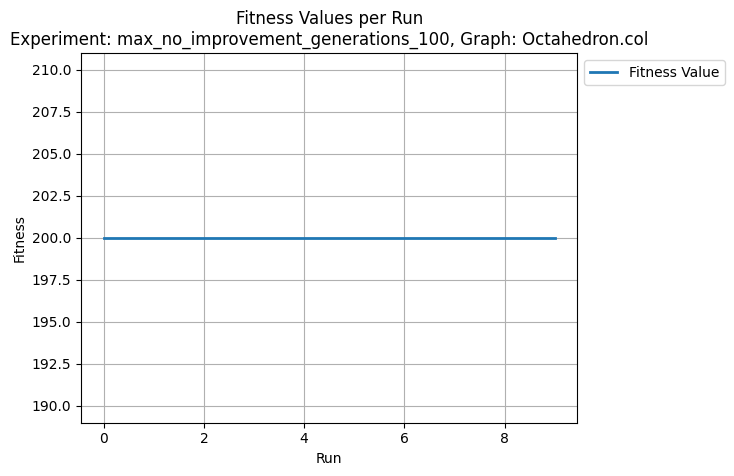 Fitness Values per Run
Experiment: max_no_improvement_generations_100, Graph: Octahedron.col
Fitness Value
210.0
207.5
205.0
202.5
200.0
197.5
195.0
192.5
190.0
Fitness
0 2 4 6 8
Run